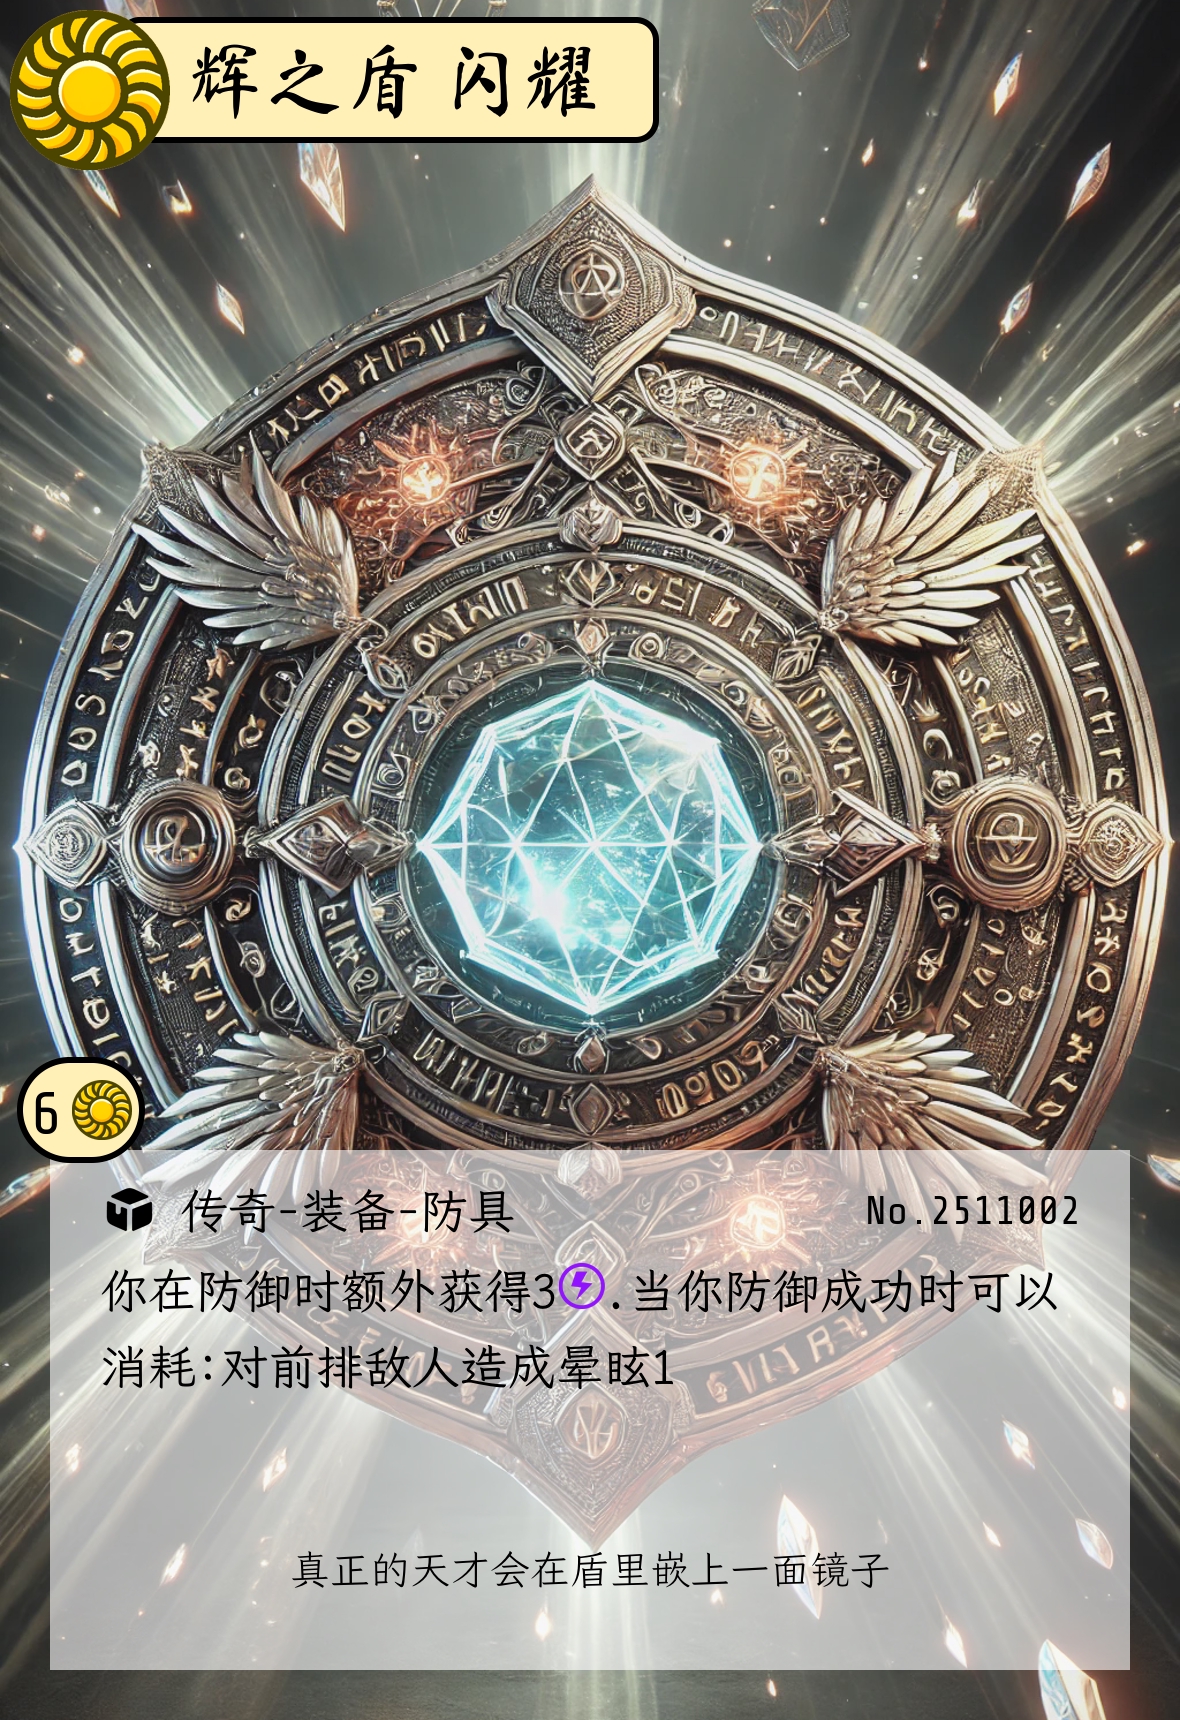 辉之盾 闪耀
6
传奇-装备-防具
No.2511002
你在防御时额外获得3.当你防御成功时可以
消耗:对前排敌人造成晕眩1
真正的天才会在盾里嵌上一面镜子